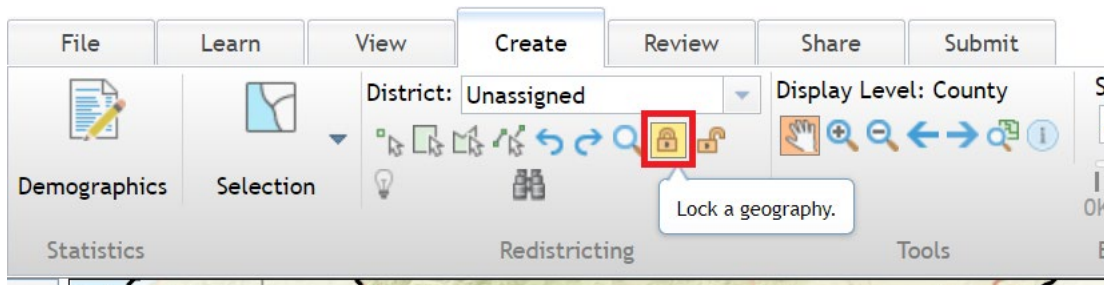 File Learn View Create Review Share Submit
District: Unassigned
Display Level: County
Demographics
Selection
Lock a geography.
Statistics
Redistricting
Tools